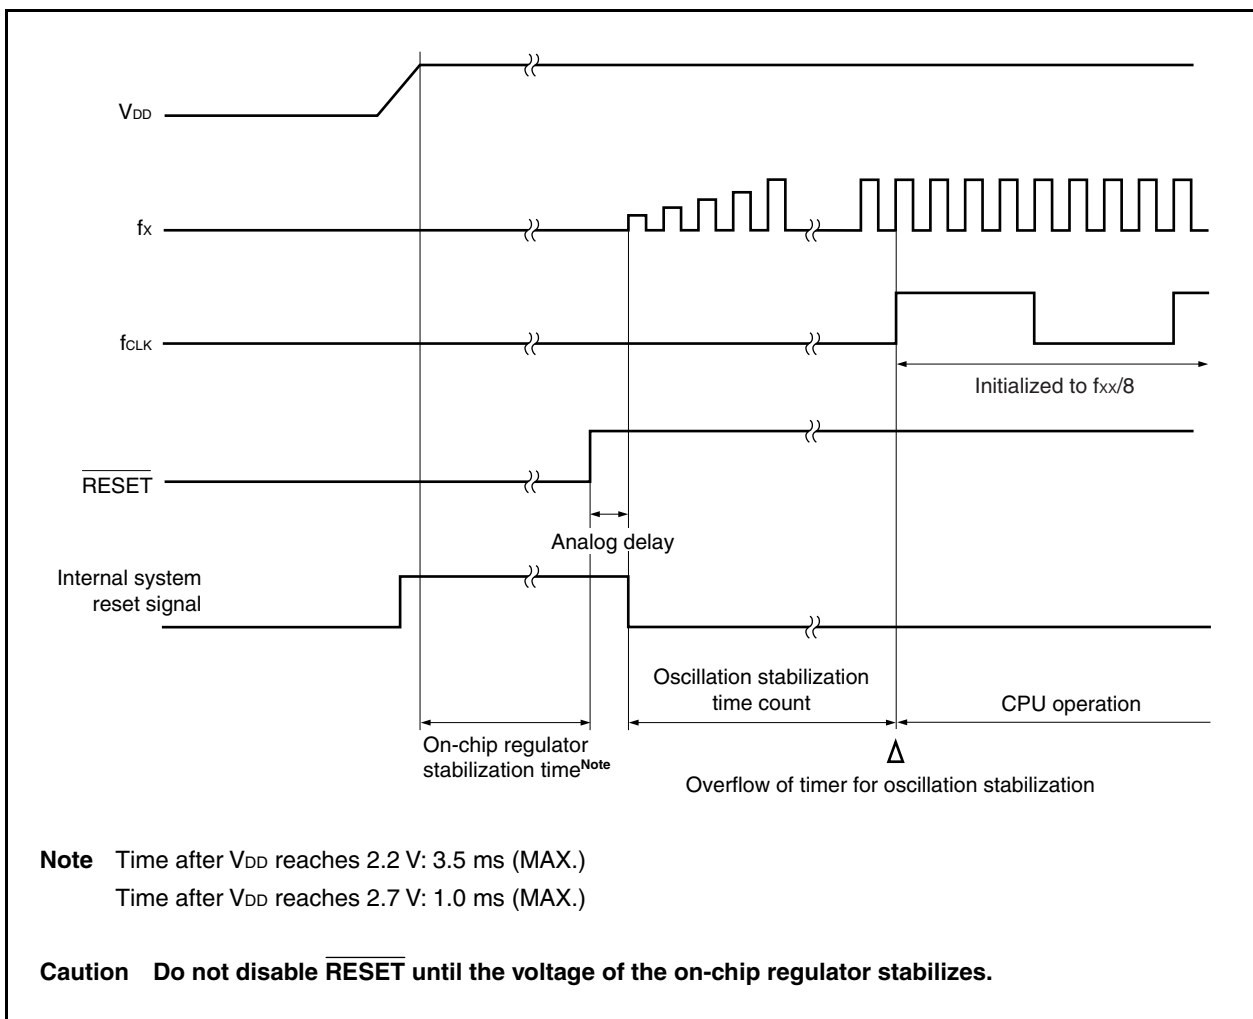 VDD
fX
fCLK
Initialized to fXX/8
RESET
Analog delay
Internal system
reset signal
Oscillation stabilization
time count
CPU operation
On-chip regulator
stabilization timeNote
Overflow of timer for oscillation stabilization
Note Time after VDD reaches 2.2 V: 3.5 ms (MAX.)
Time after VDD reaches 2.7 V: 1.0 ms (MAX.)
Caution Do not disable RESET until the voltage of the on-chip regulator stabilizes.